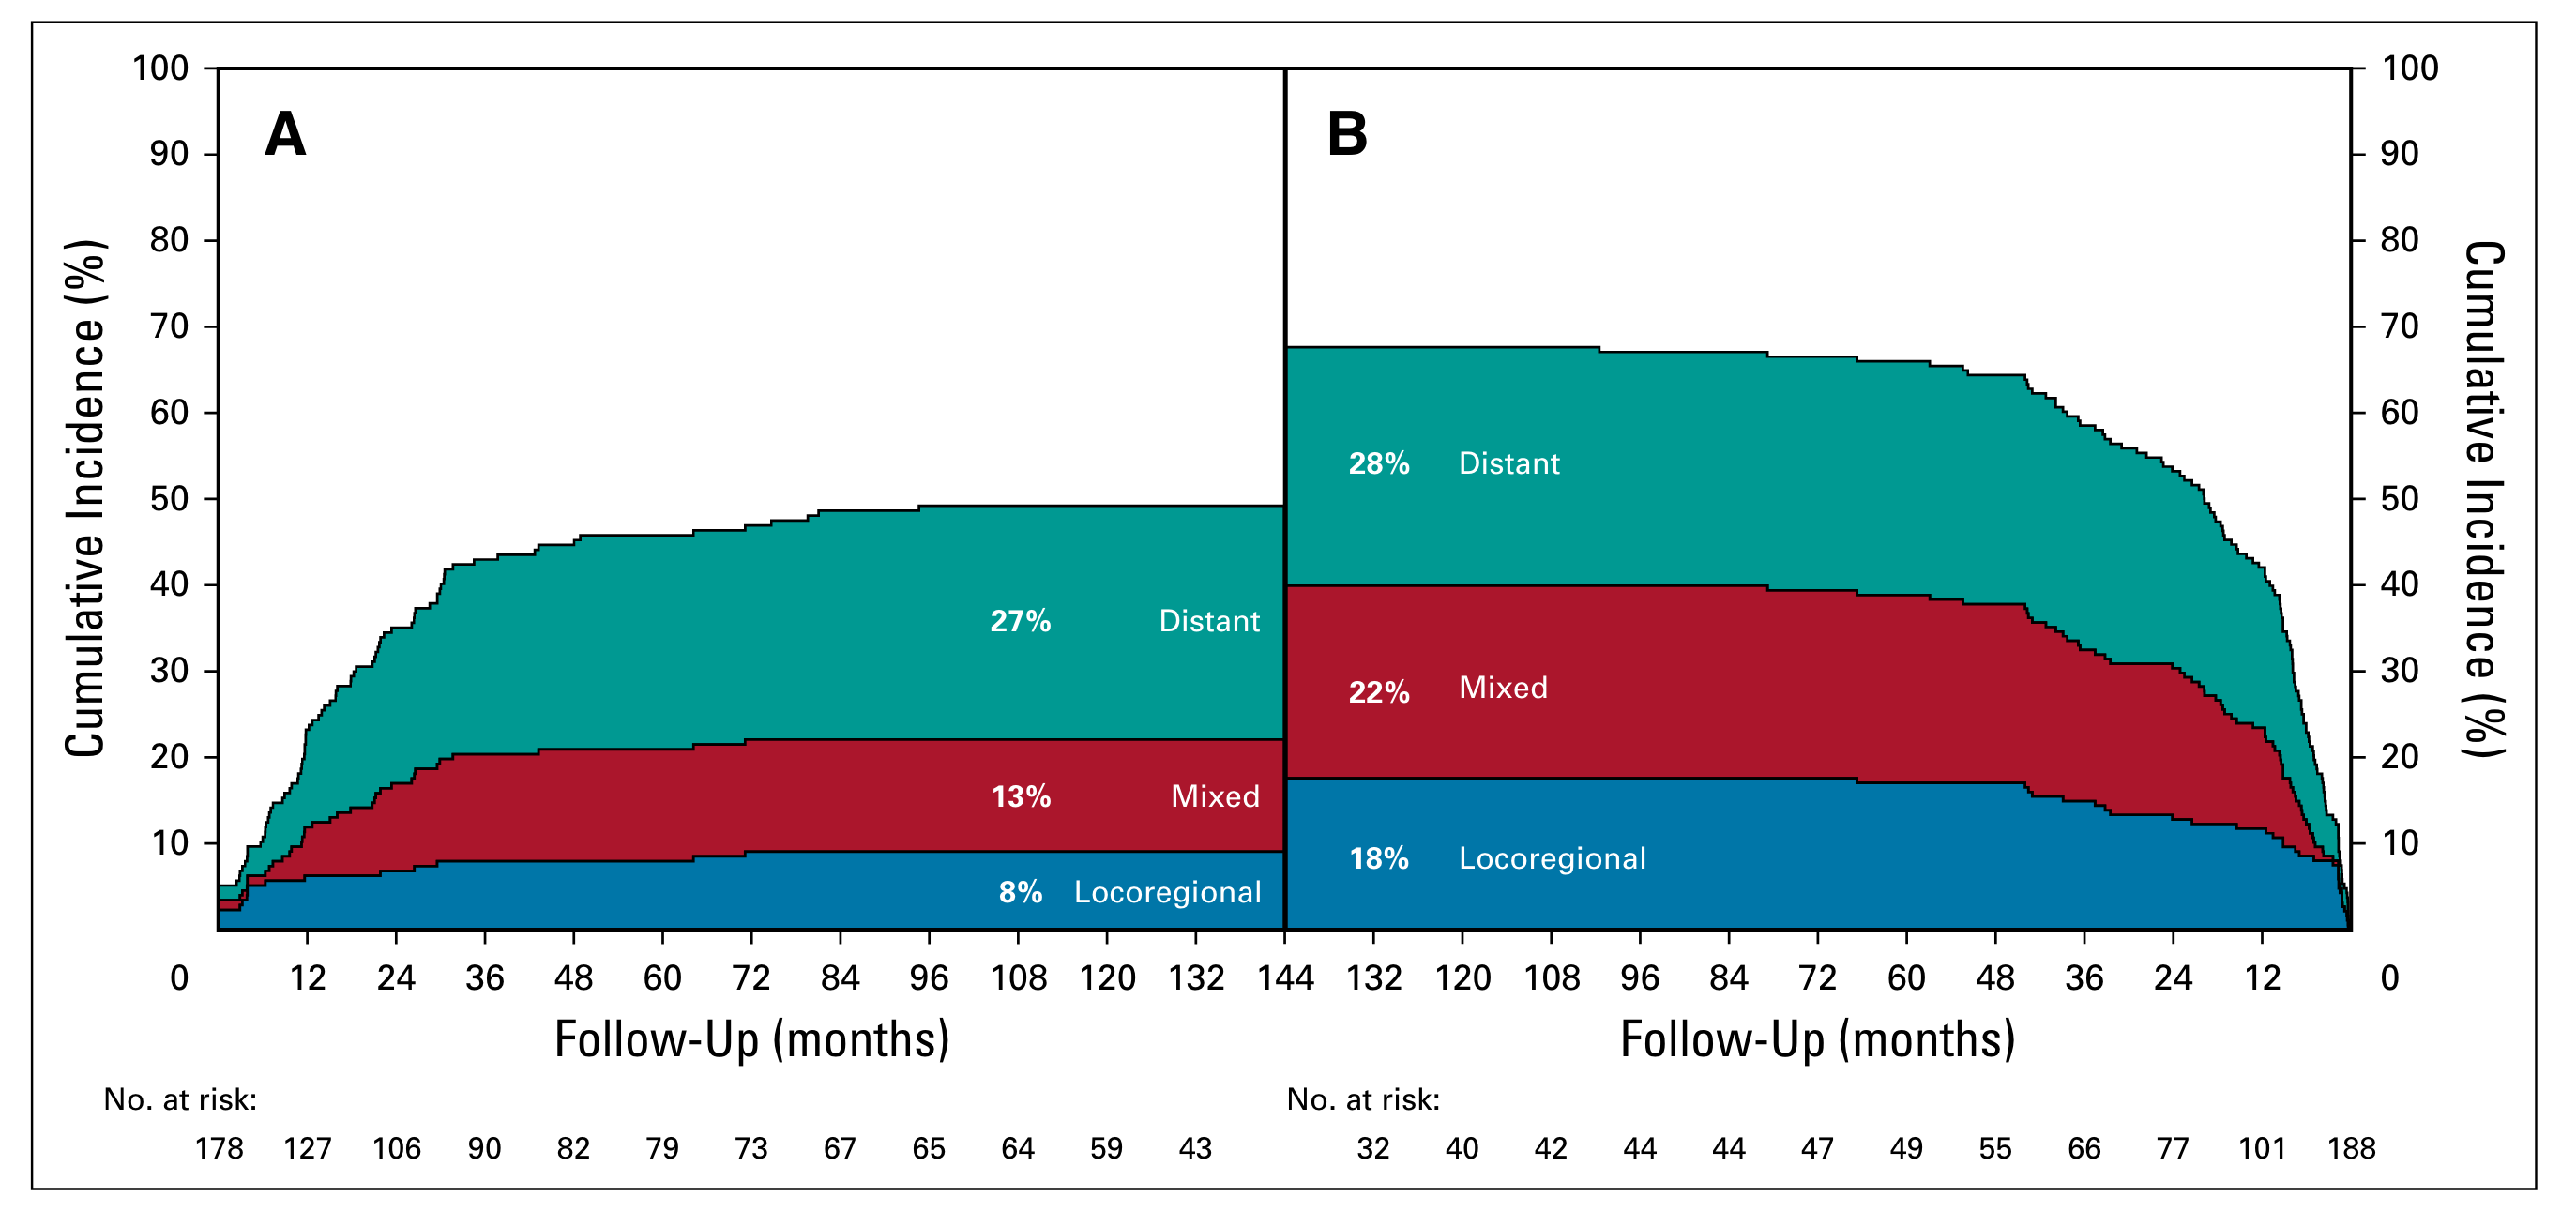 A
B
100
90
80
70
60
50
40
30
20
10
Cumulative Incidence (%)
27% Distant
13% Mixed
8% Locoregional
28% Distant
22% Mixed
18% Locoregional
100
90
80
70
60
50
40
30
20
10
Cumulative Incidence (%)
0 12 24 36 48 60 72 84 96 108 120 132 144 132 120 108 96 84 72 60 48 36 24 12 0
Follow-Up (months)
Follow-Up (months)
No. at risk:
178 127 106 90 82 79 73 67 65 64 59 43
No. at risk:
32 40 42 44 44 47 49 55 66 77 101 188